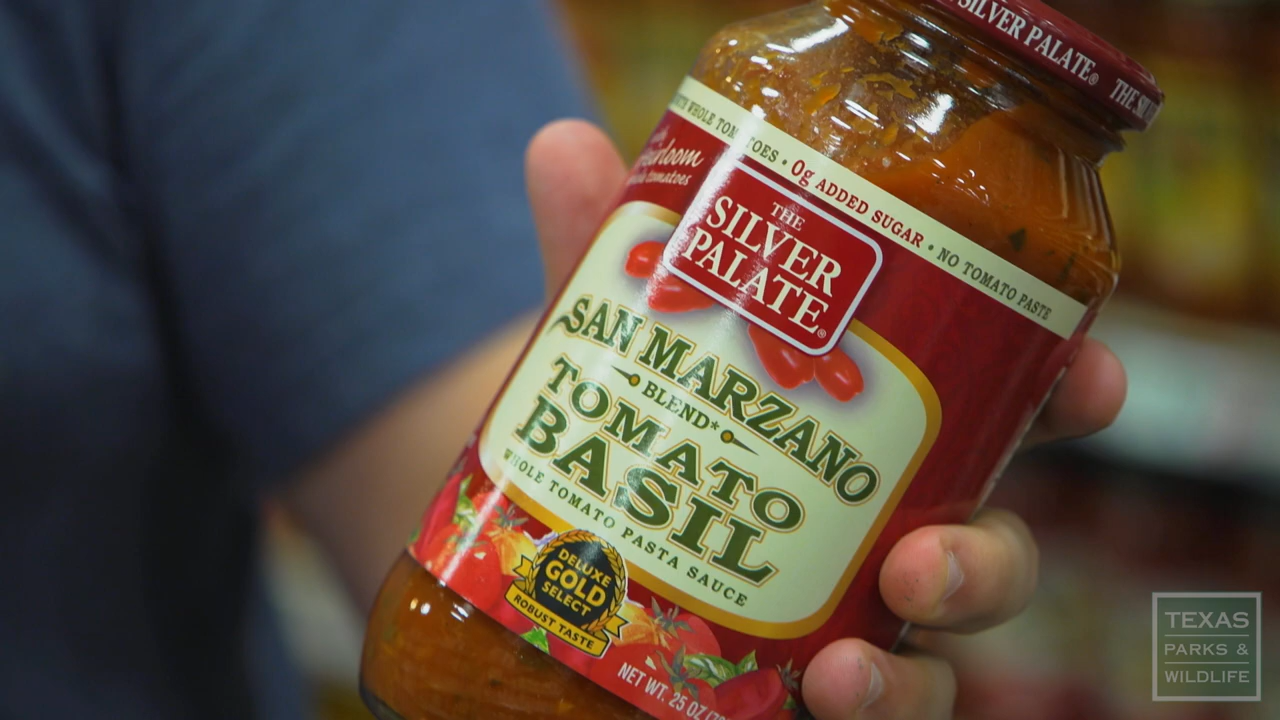 SILVER PALATE®
THE
WHOLE TOMATOES • 0g ADDED SUGAR • NO TOMATO PASTE
Heirloom
tomatoes
THE
SILVER
PALATE®
SAN MARZANO
BLEND*
TOMATO
BASIL
WHOLE TOMATO PASTA SAUCE
DELUXE
GOLD
SELECT
ROBUST TASTE
NET WT. 25 OZ
TEXAS
PARKS &
WILDLIFE